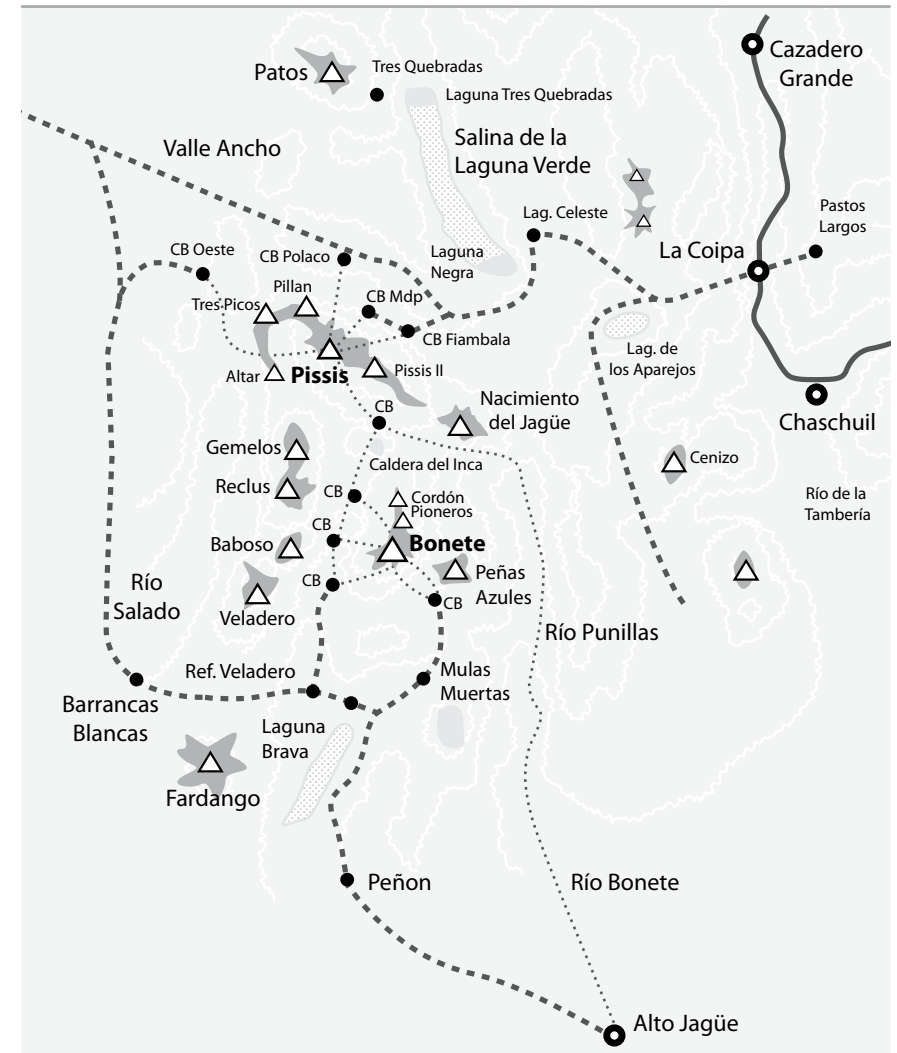 Cazadero
Grande
Patos
Tres Quebradas
Laguna Tres Quebradas
Valle Ancho
Salina de la
Laguna Verde
Lag. Celeste
Pastos
Largos
La Coipa
CB Oeste
CB Polaco
Laguna
Negra
Pillan
CB Mdp
Tres Picos
CB Fiambala
Lag. de
los Aparejos
Altar
Pissis
Pissis II
Chaschuil
Nacimiento
del Jagüe
CB
Gemelos
Caldera del Inca
Cenizo
Reclus
CB
Cordón
Pioneros
Río de la
Tambería
CB
Baboso
Bonete
CB
Peñas
Azules
CB
Río
Salado
Veladero
Río Punillas
Ref. Veladero
Mulas
Muertas
Barrancas
Blancas
Laguna
Brava
Fardango
Peñon
Río Bonete
Alto Jagüe